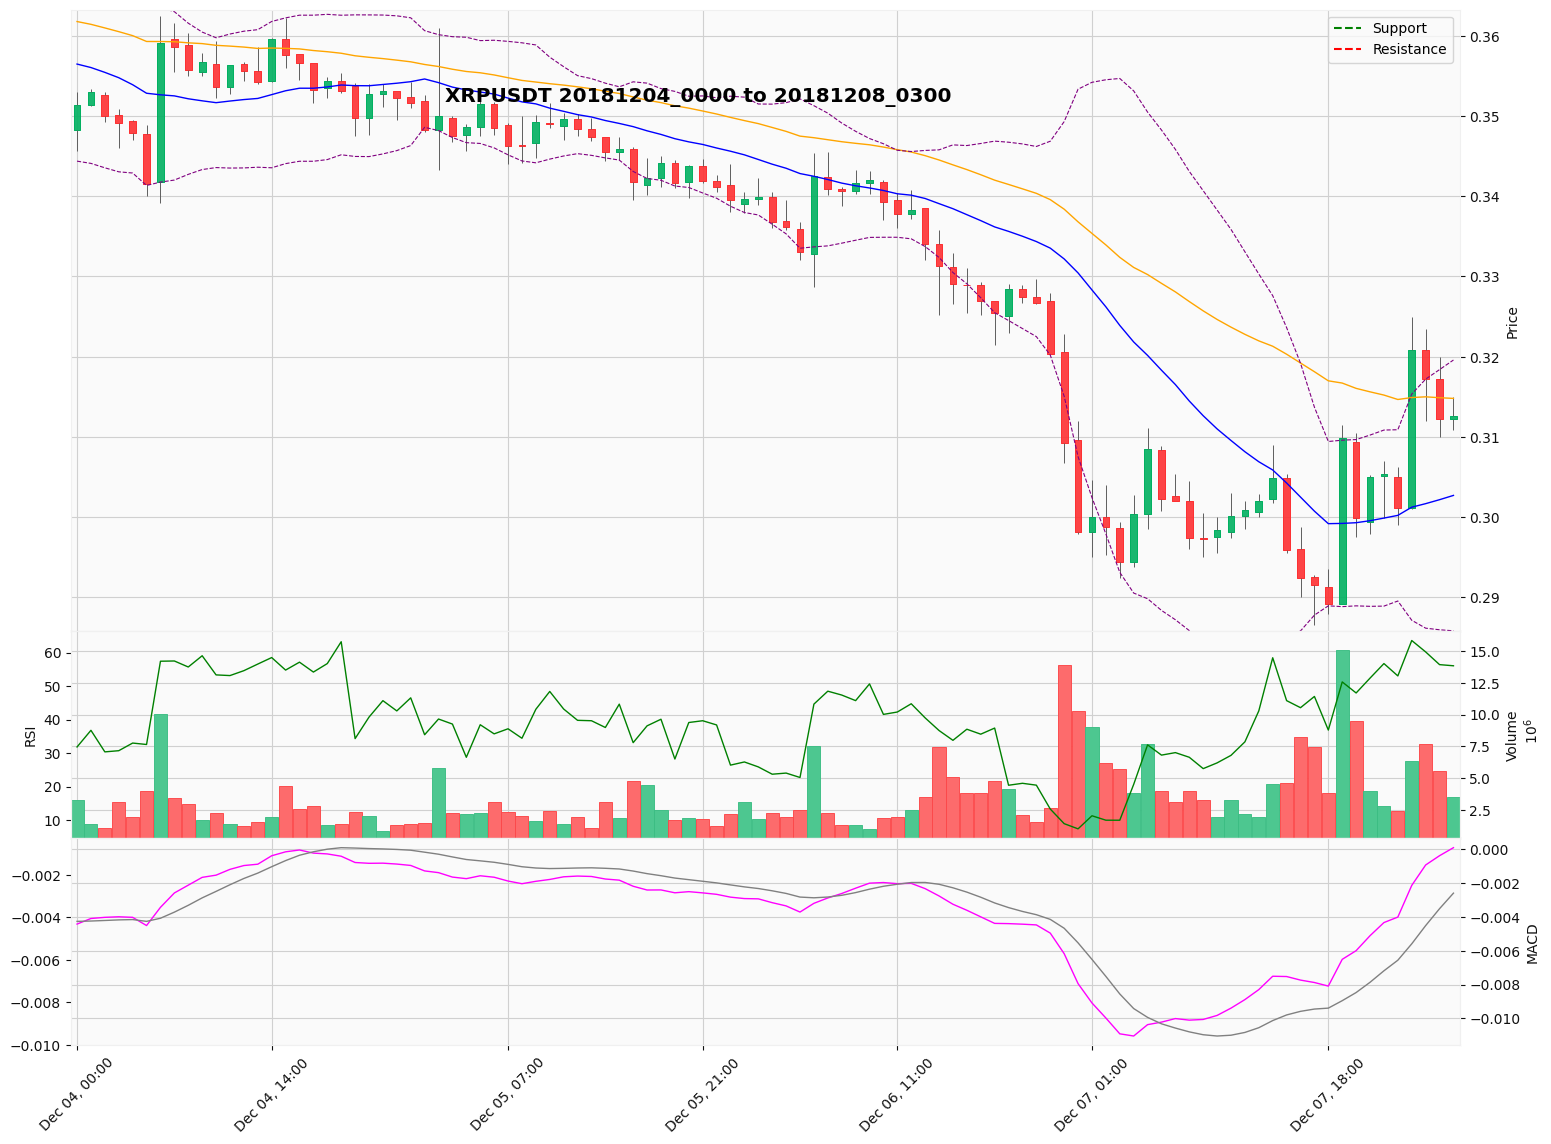 Support
Resistance
XRPUSDT 20181204_0000 to 20181208_0300
0.36
0.35
0.34
0.33
0.32
0.31
0.30
0.29
Price
60
50
40
30
20
10
RSI
15.0
12.5
10.0
7.5
5.0
2.5
Volume
10^6
−0.002
−0.004
−0.006
−0.008
−0.010
0.000
−0.002
−0.004
−0.006
−0.008
−0.010
MACD
Dec 04, 00:00
Dec 04, 14:00
Dec 05, 07:00
Dec 05, 21:00
Dec 06, 11:00
Dec 07, 01:00
Dec 07, 18:00